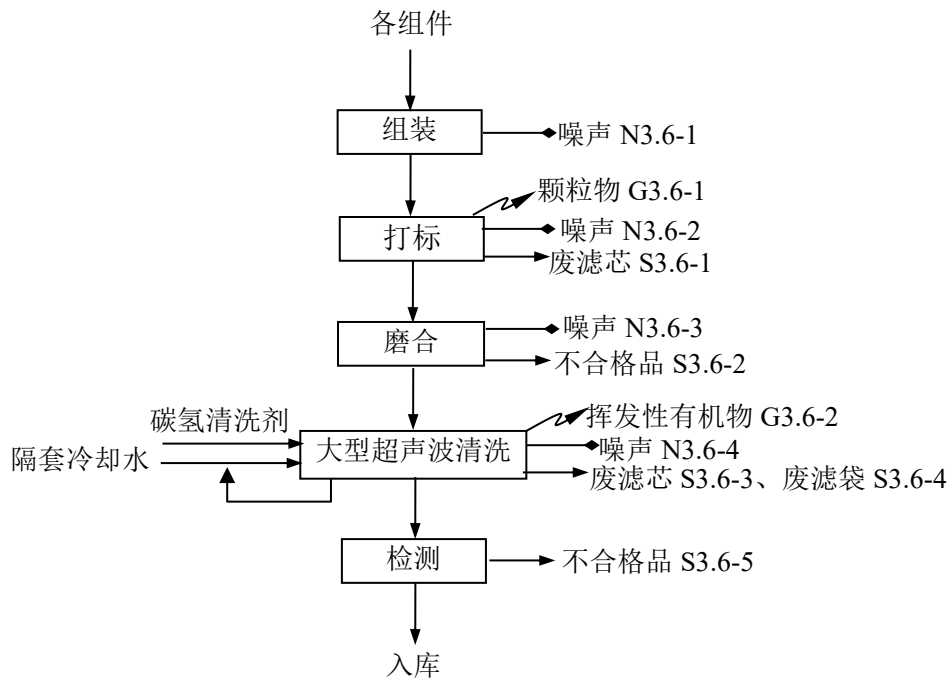 各组件
组装
噪声 N3.6-1
颗粒物 G3.6-1
打标
噪声 N3.6-2
废滤芯 S3.6-1
磨合
噪声 N3.6-3
不合格品 S3.6-2
碳氢清洗剂
隔套冷却水
大型超声波清洗
挥发性有机物 G3.6-2
噪声 N3.6-4
废滤芯 S3.6-3、废滤袋 S3.6-4
检测
不合格品 S3.6-5
入库